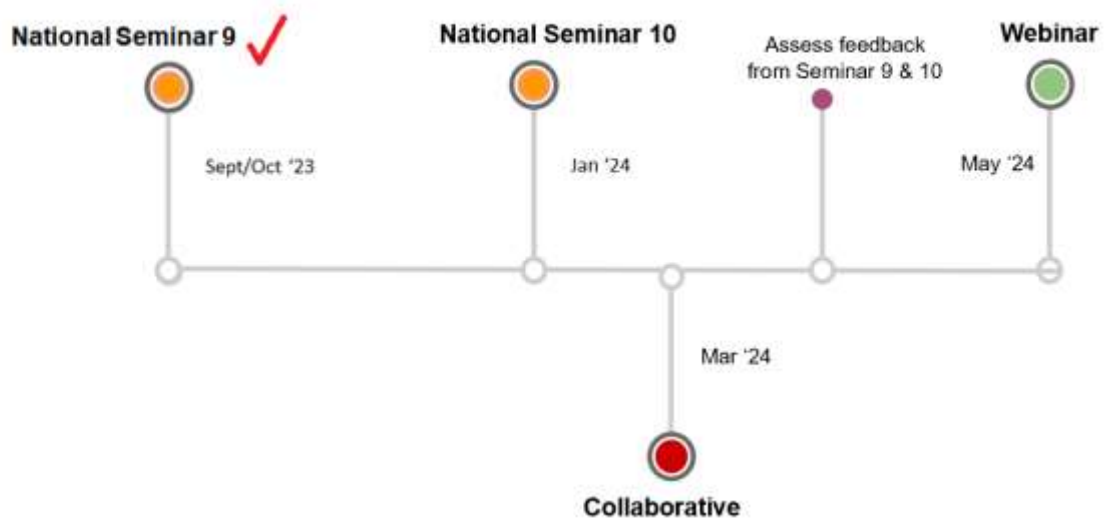 National Seminar 9
National Seminar 10
Assess feedback
from Seminar 9 & 10
Webinar
Sept/Oct ‘23
Jan ‘24
May ‘24
Mar ‘24
Collaborative